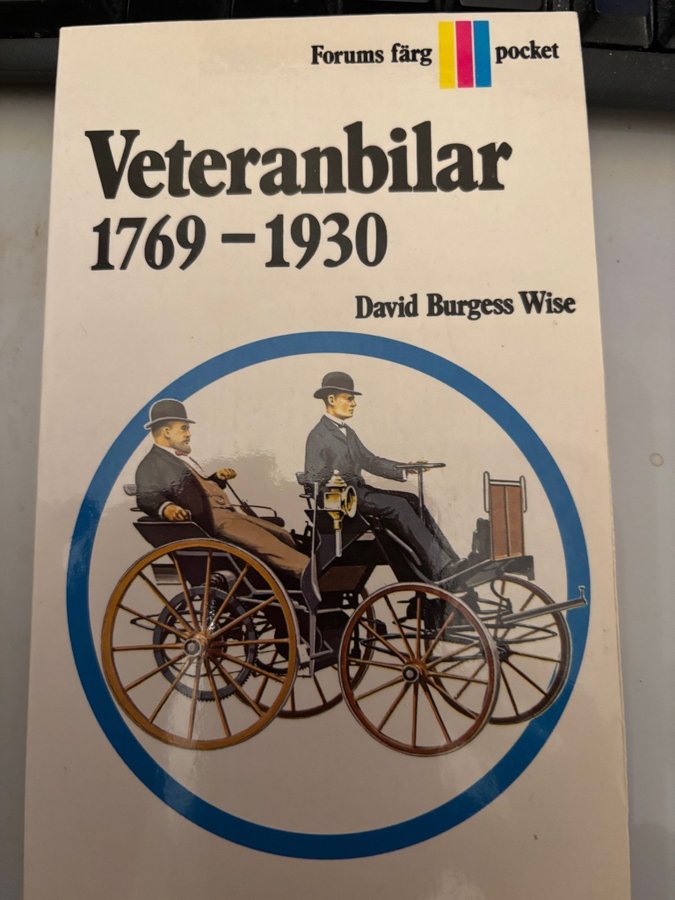 Forums färg pocket
Veteranbilar
1769 – 1930
David Burgess Wise